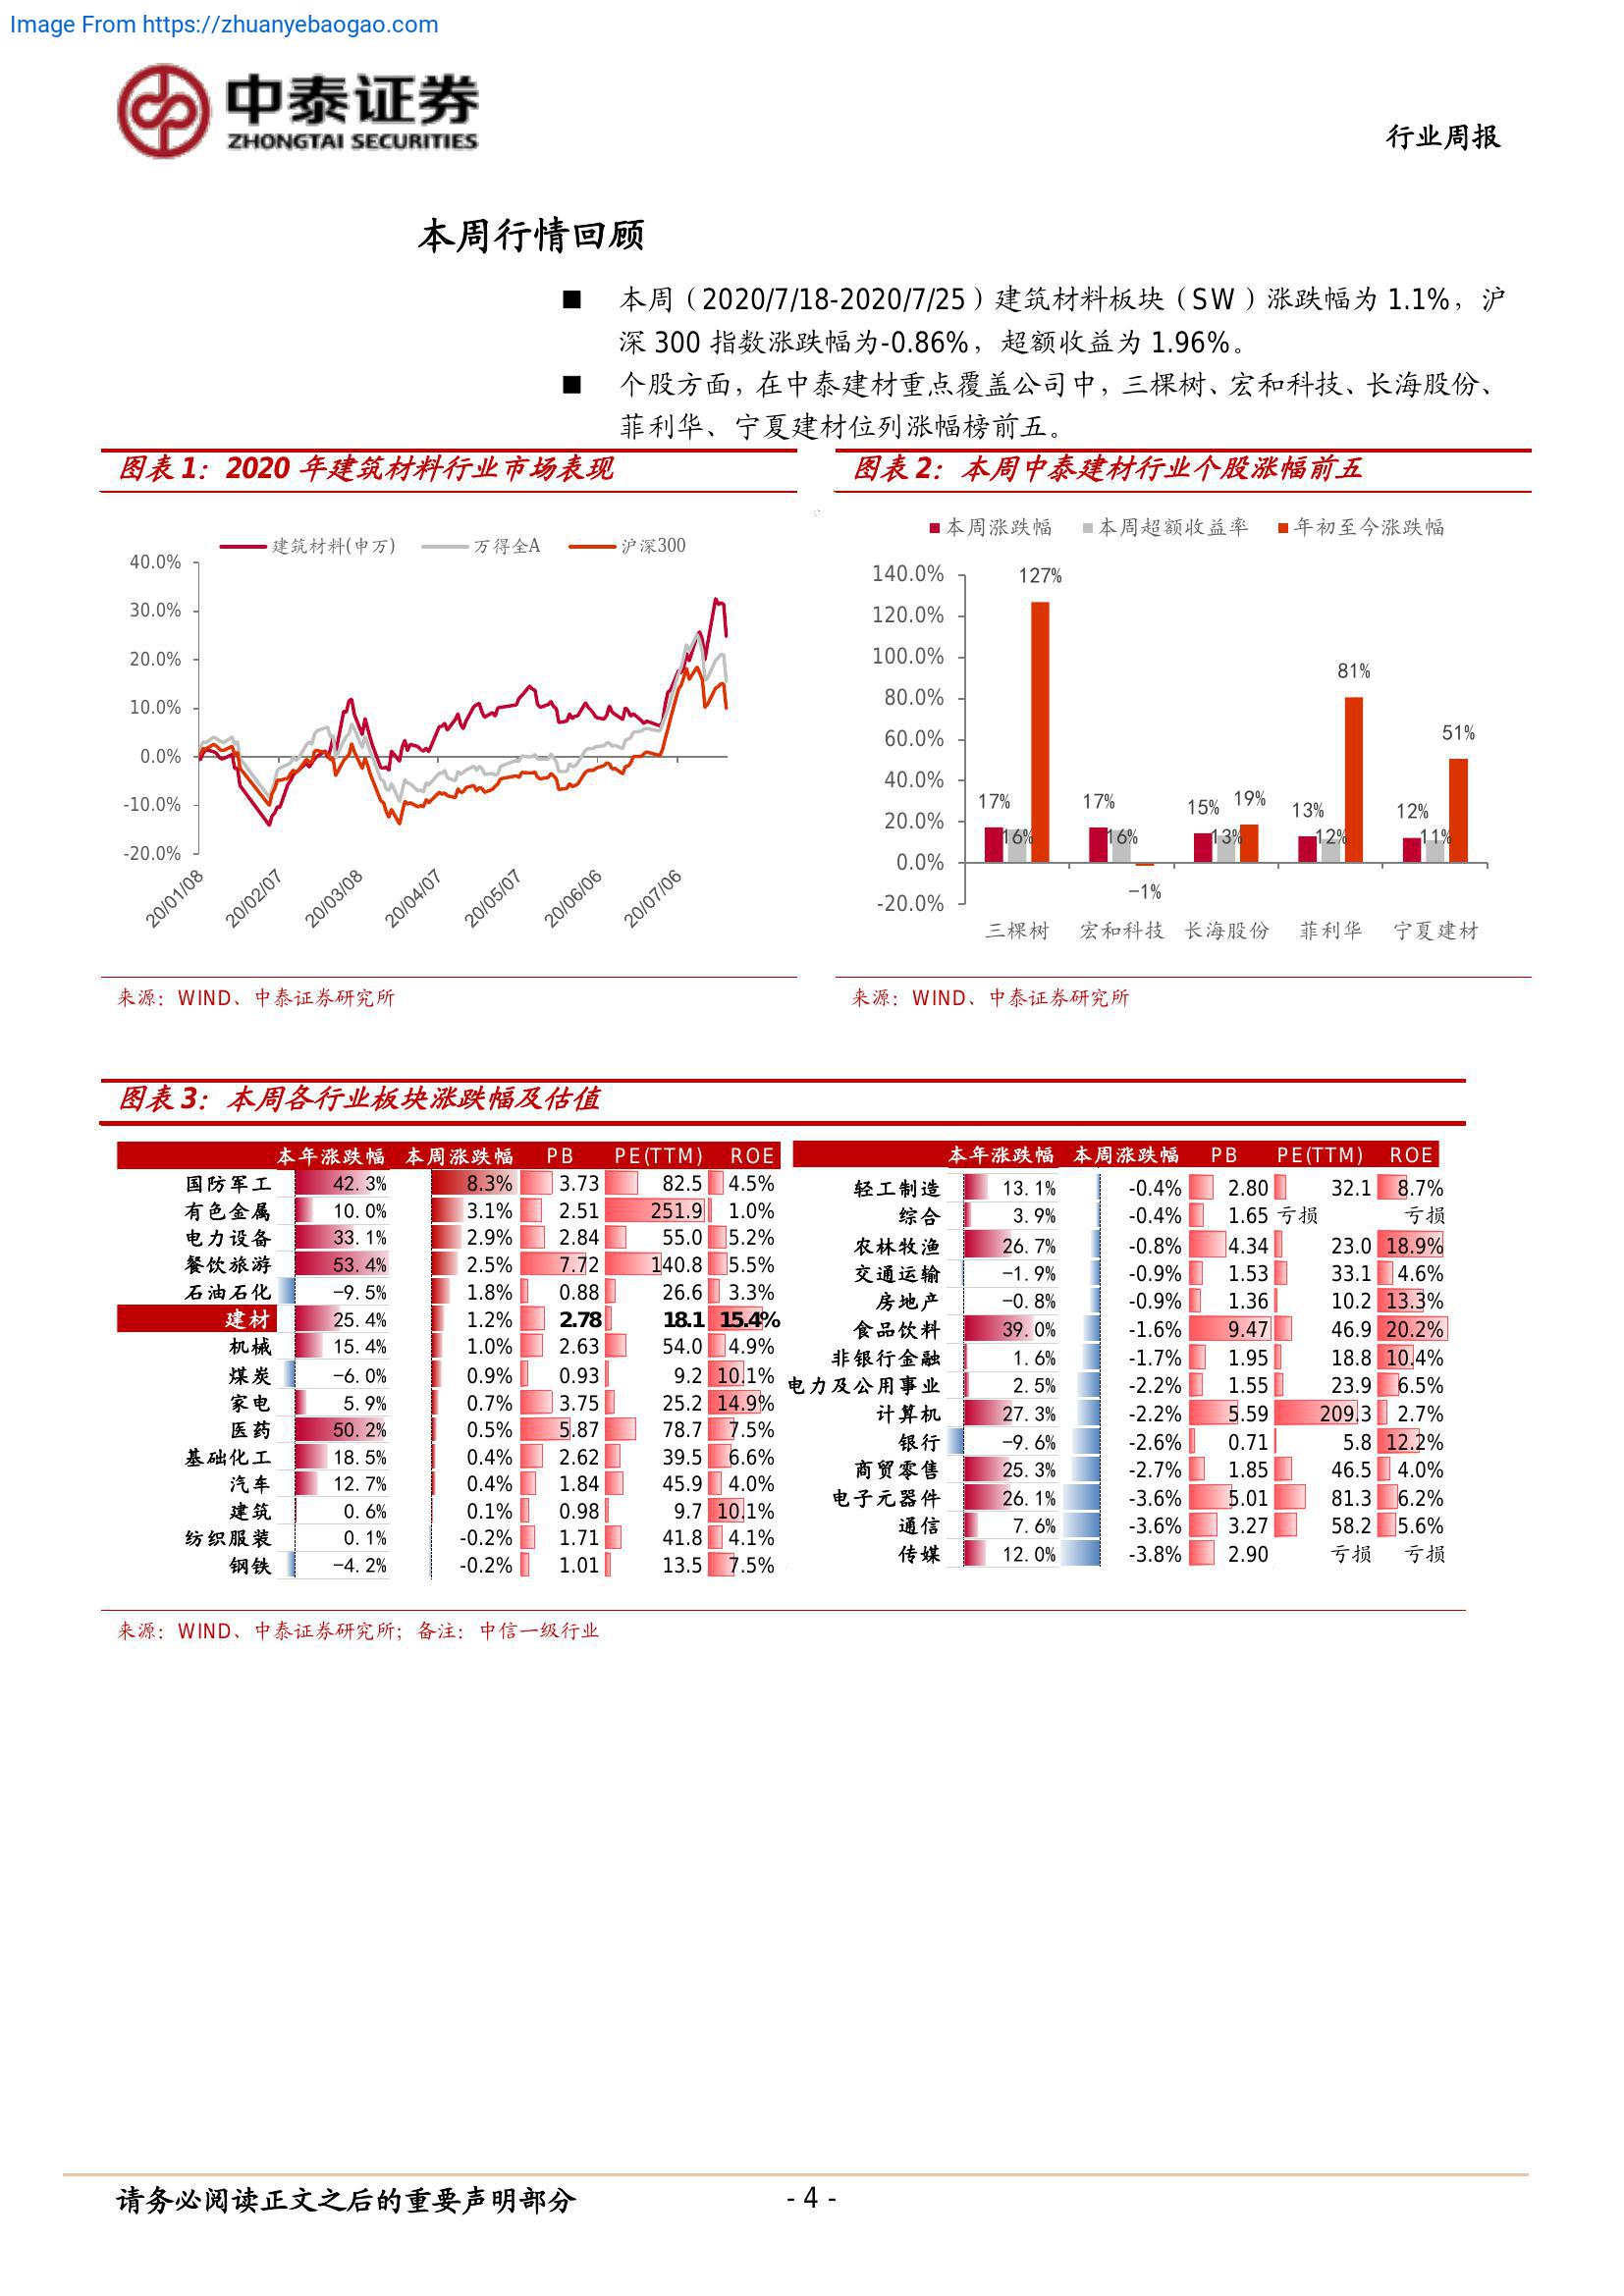 Image From https://zhuanyebaogao.com
中泰证券
ZHONGTAI SECURITIES
行业周报
本周行情回顾
■ 本周（2020/7/18-2020/7/25）建筑材料板块（SW）涨跌幅为 1.1%，沪
深 300 指数涨跌幅为-0.86%，超额收益为 1.96%。
■ 个股方面，在中泰建材重点覆盖公司中，三棵树、宏和科技、长海股份、
菲利华、宁夏建材位列涨幅榜前五。
图表 1：2020 年建筑材料行业市场表现
建筑材料(申万) 万得全A 沪深300
40.0%
30.0%
20.0%
10.0%
0.0%
-10.0%
-20.0%
20/01/08 20/02/07 20/03/08 20/04/07 20/05/07 20/06/06 20/07/06
来源：WIND、中泰证券研究所
图表 2：本周中泰建材行业个股涨幅前五
本周涨跌幅 本周超额收益率 年初至今涨跌幅
140.0%
120.0%
100.0%
80.0%
60.0%
40.0%
20.0%
0.0%
-20.0%
17% 16% 127%
17% 16% −1%
15% 13% 19%
13% 12% 81%
12% 11% 51%
三棵树 宏和科技 长海股份 菲利华 宁夏建材
来源：WIND、中泰证券研究所
图表 3：本周各行业板块涨跌幅及估值
本年涨跌幅 本周涨跌幅 PB PE(TTM) ROE
国防军工 42.3% 8.3% 3.73 82.5 4.5%
有色金属 10.0% 3.1% 2.51 251.9 1.0%
电力设备 33.1% 2.9% 2.84 55.0 5.2%
餐饮旅游 53.4% 2.5% 7.72 140.8 5.5%
石油石化 −9.5% 1.8% 0.88 26.6 3.3%
建材 25.4% 1.2% 2.78 18.1 15.4%
机械 15.4% 1.0% 2.63 54.0 4.9%
煤炭 −6.0% 0.9% 0.93 9.2 10.1%
家电 5.9% 0.7% 3.75 25.2 14.9%
医药 50.2% 0.5% 5.87 78.7 7.5%
基础化工 18.5% 0.4% 2.62 39.5 6.6%
汽车 12.7% 0.4% 1.84 45.9 4.0%
建筑 0.6% 0.1% 0.98 9.7 10.1%
纺织服装 0.1% -0.2% 1.71 41.8 4.1%
钢铁 −4.2% -0.2% 1.01 13.5 7.5%
本年涨跌幅 本周涨跌幅 PB PE(TTM) ROE
轻工制造 13.1% -0.4% 2.80 32.1 8.7%
综合 3.9% -0.4% 1.65 亏损 亏损
农林牧渔 26.7% -0.8% 4.34 23.0 18.9%
交通运输 −1.9% -0.9% 1.53 33.1 4.6%
房地产 −0.8% -0.9% 1.36 10.2 13.3%
食品饮料 39.0% -1.6% 9.47 46.9 20.2%
非银行金融 1.6% -1.7% 1.95 18.8 10.4%
电力及公用事业 2.5% -2.2% 1.55 23.9 6.5%
计算机 27.3% -2.2% 5.59 209.3 2.7%
银行 −9.6% -2.6% 0.71 5.8 12.2%
商贸零售 25.3% -2.7% 1.85 46.5 4.0%
电子元器件 26.1% -3.6% 5.01 81.3 6.2%
通信 7.6% -3.6% 3.27 58.2 5.6%
传媒 12.0% -3.8% 2.90 亏损 亏损
来源：WIND、中泰证券研究所；备注：中信一级行业
请务必阅读正文之后的重要声明部分
- 4 -